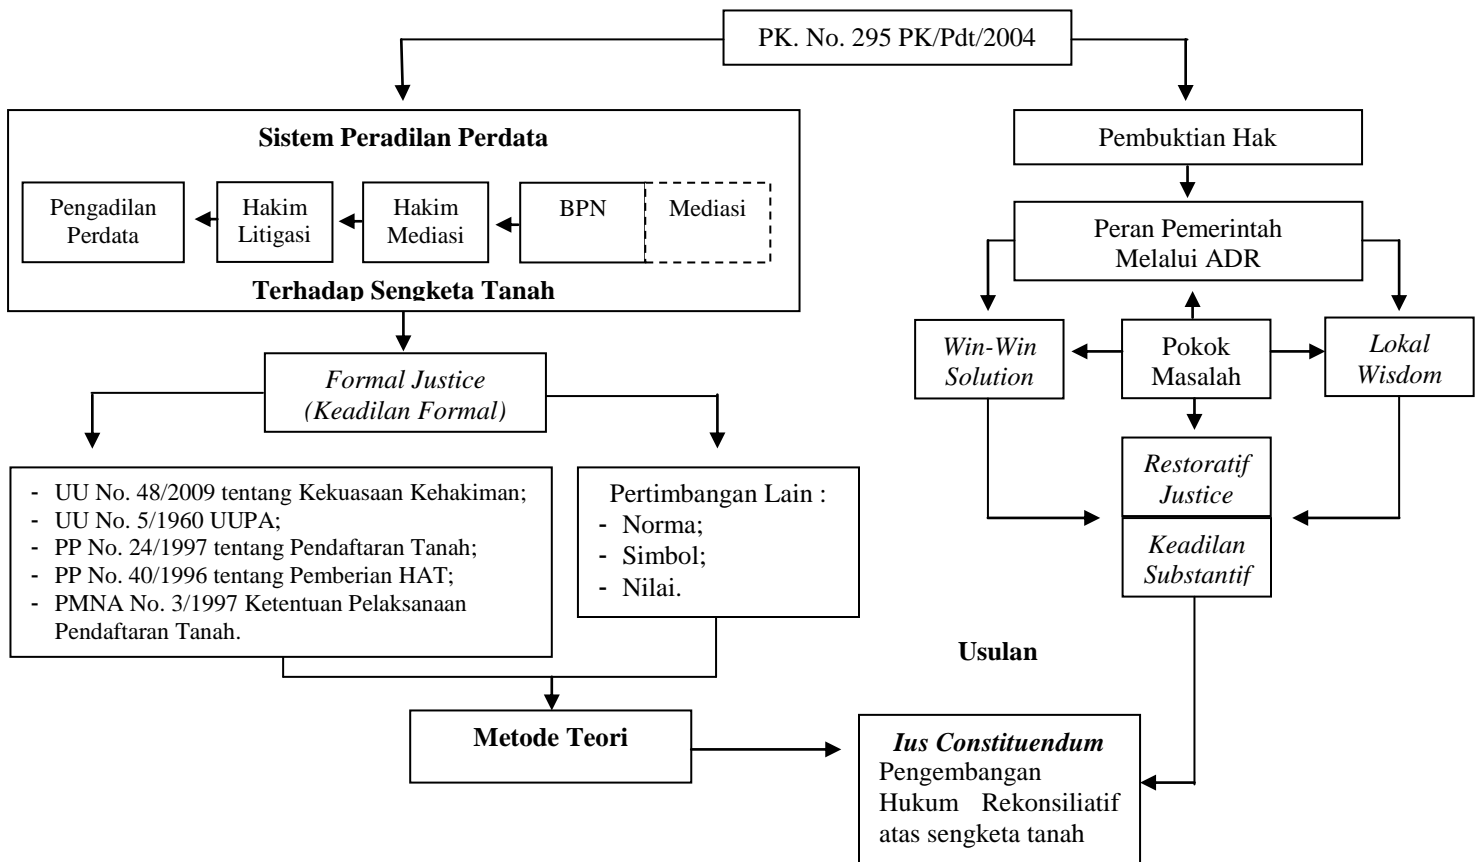 PK. No. 295 PK/Pdt/2004
Sistem Peradilan Perdata
Pengadilan
Perdata
Hakim
Litigasi
Hakim
Mediasi
BPN
Mediasi
Terhadap Sengketa Tanah
Pembuktian Hak
Peran Pemerintah
Melalui ADR
Win-Win
Solution
Pokok
Masalah
Lokal
Wisdom
Formal Justice
(Keadilan Formal)
- UU No. 48/2009 tentang Kekuasaan Kehakiman;
- UU No. 5/1960 UUPA;
- PP No. 24/1997 tentang Pendaftaran Tanah;
- PP No. 40/1996 tentang Pemberian HAT;
- PMNA No. 3/1997 Ketentuan Pelaksanaan
Pendaftaran Tanah.
Pertimbangan Lain :
- Norma;
- Simbol;
- Nilai.
Restoratif
Justice
Keadilan
Substantif
Usulan
Metode Teori
Ius Constituendum
Pengembangan
Hukum Rekonsiliatif
atas sengketa tanah